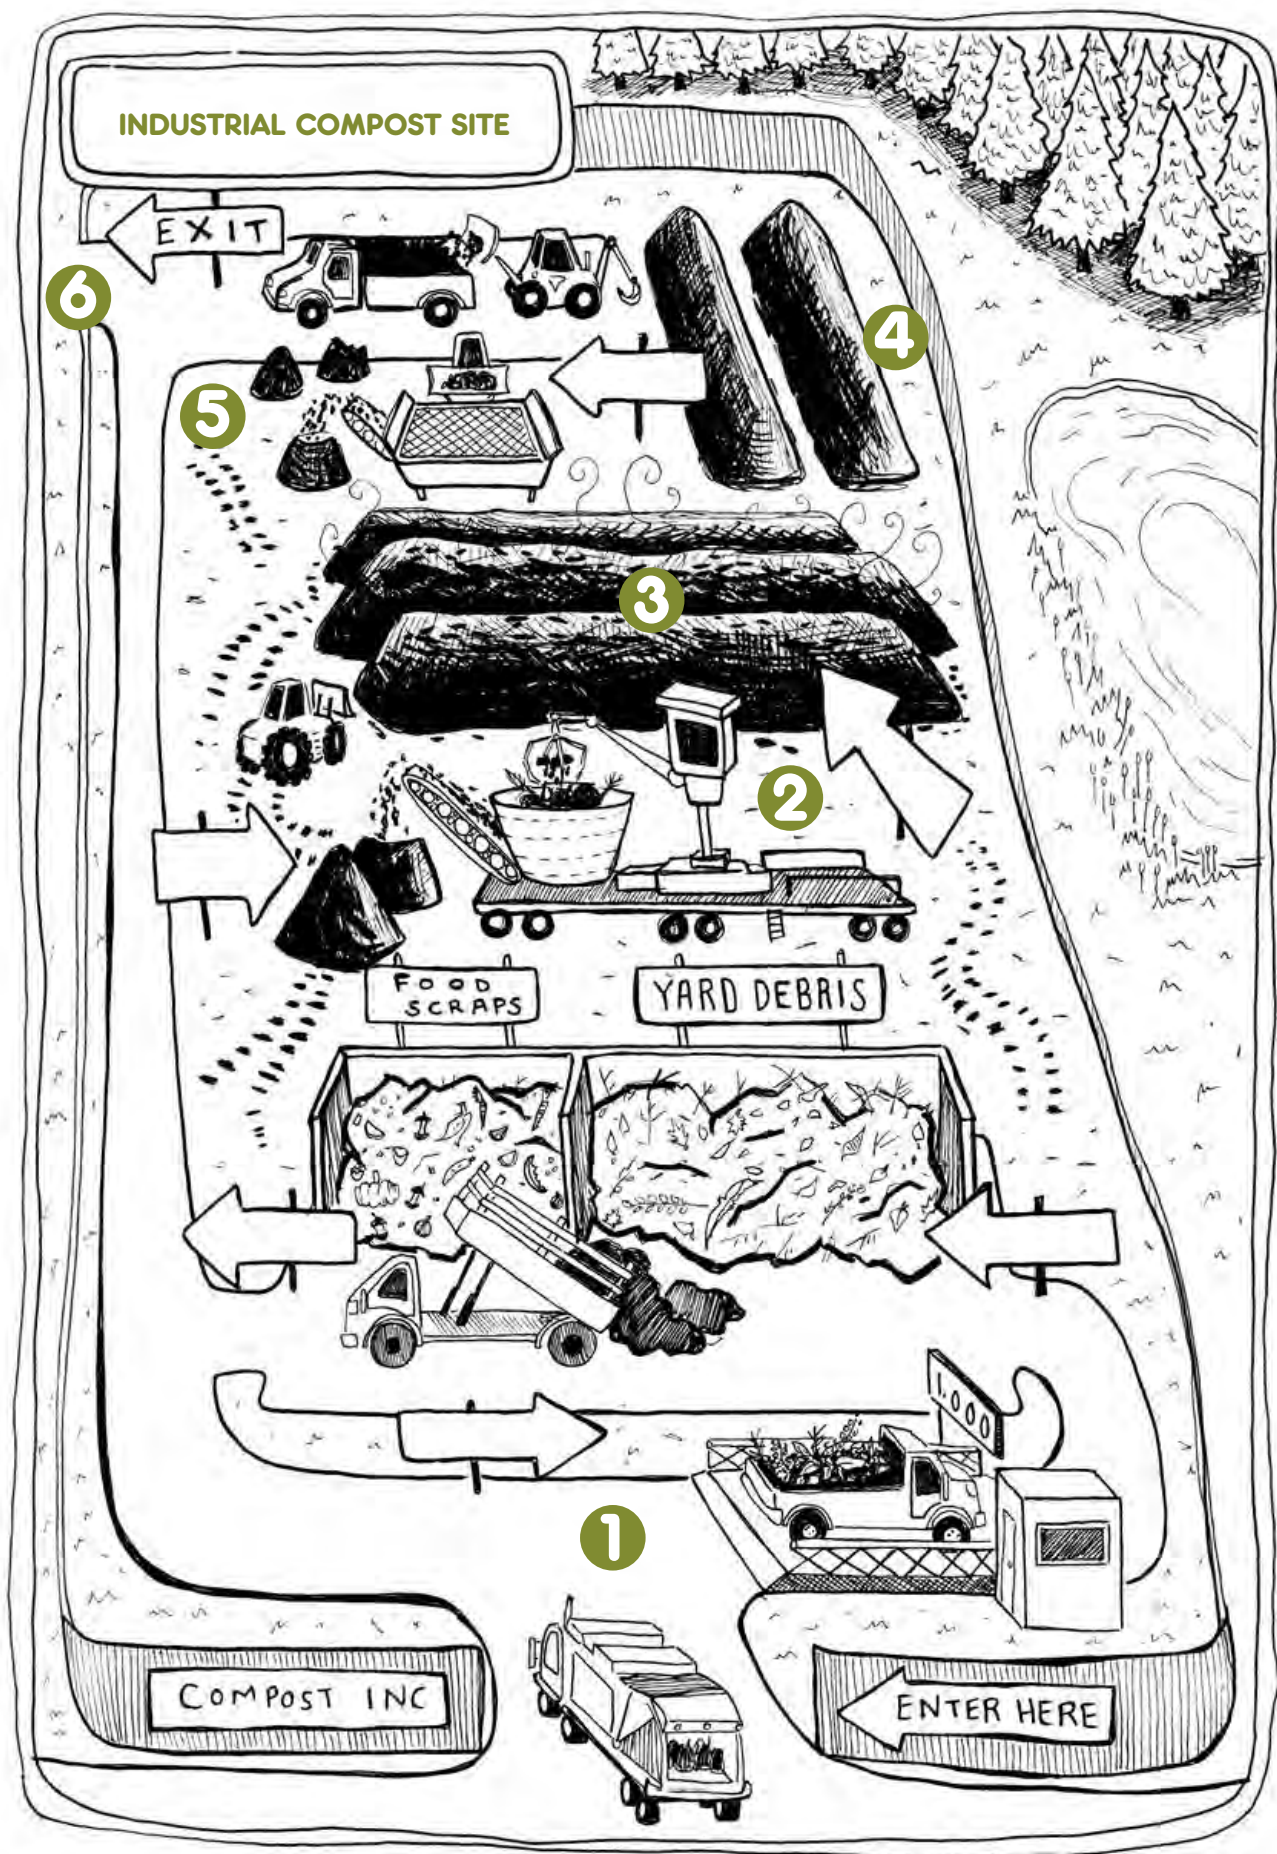 INDUSTRIAL COMPOST SITE
EXIT
6
4
5
3
2
FOOD
SCRAPS
YARD DEBRIS
1,000
1
COMPOST INC
ENTER HERE